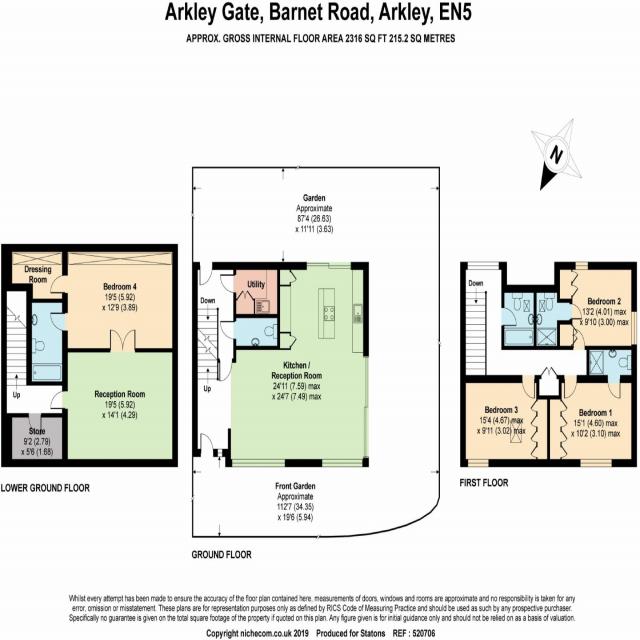 Arkley Gate, Barnet Road, Arkley, EN5
APPROX. GROSS INTERNAL FLOOR AREA 2316 SQ FT 215.2 SQ METRES
N
Garden
Approximate
87'4 (26.63)
x 11'11 (3.63)
Dressing
Room
Bedroom 4
19'5 (5.92)
x 12'9 (3.89)
Up
Reception Room
19'5 (5.92)
x 14'1 (4.29)
Store
9'2 (2.79)
x 5'6 (1.68)
LOWER GROUND FLOOR
Down
Utility
Up
Kitchen /
Reception Room
24'11 (7.59) max
x 24'7 (7.49) max
Front Garden
Approximate
112'7 (34.35)
x 19'6 (5.94)
GROUND FLOOR
Down
Bedroom 2
13'2 (4.01) max
x 9'10 (3.00) max
Bedroom 3
15'4 (4.67) max
x 9'11 (3.02) max
Bedroom 1
15'1 (4.60) max
x 10'2 (3.10) max
FIRST FLOOR
Whilst every attempt has been made to ensure the accuracy of the floor plan contained here, measurements of doors, windows and rooms are approximate and no responsibility is taken for any
error, omission or misstatement. These plans are for representation purposes only as defined by RICS Code of Measuring Practice and should be used as such by any prospective purchaser.
Specifically no guarantee is given on the total square footage of the property if quoted on this plan. Any figure given is for initial guidance only and should not be relied on as a basis of valuation.
Copyright nichecom.co.uk 2019 Produced for Statons REF : 520706